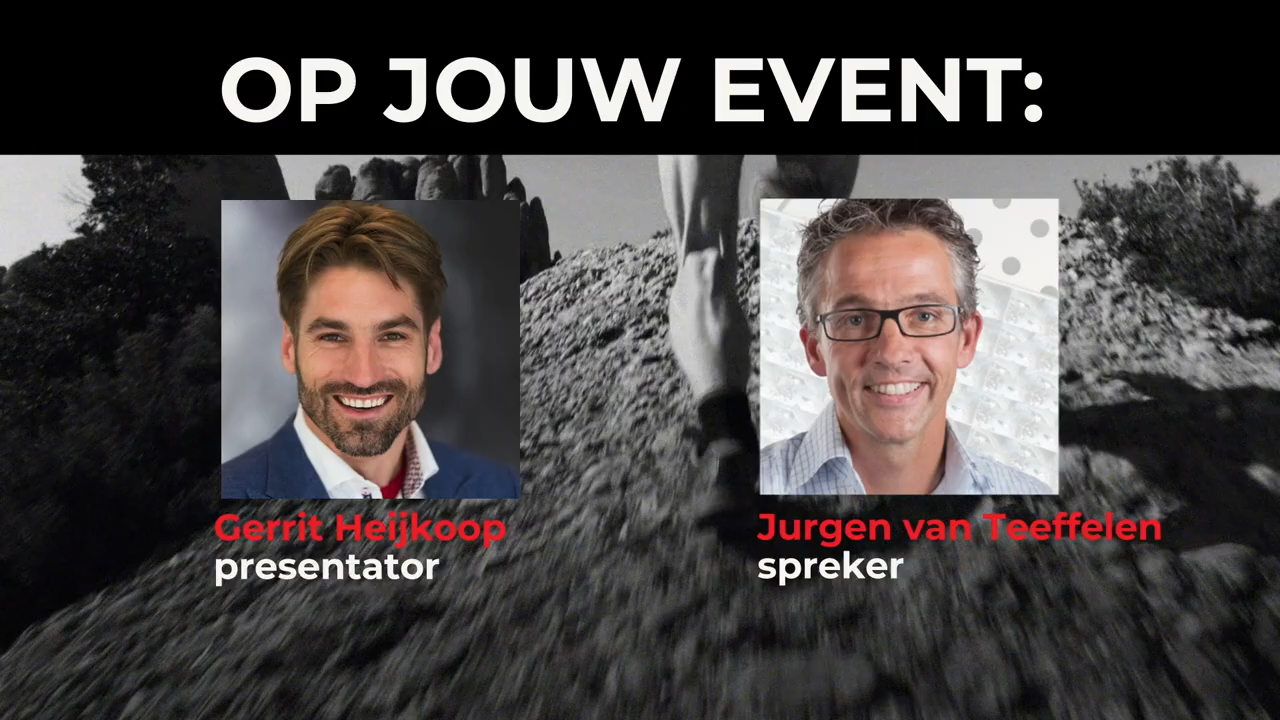 OP JOUW EVENT:
Gerrit Heijkoop
presentator
Jurgen van Teeffelen
spreker